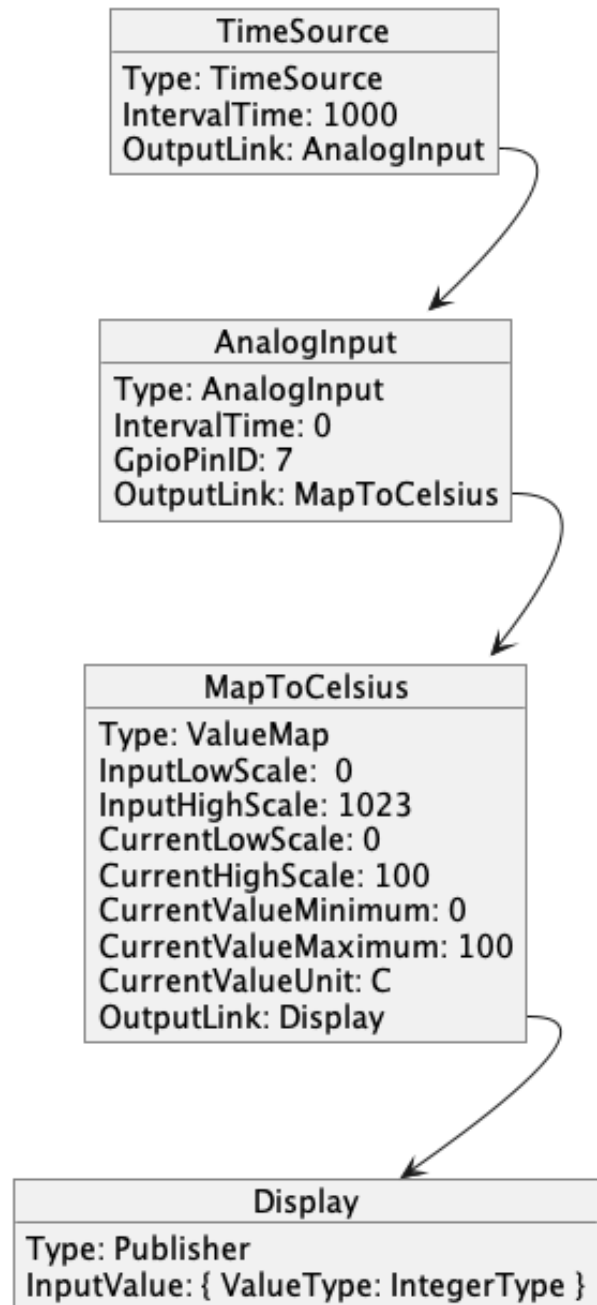 TimeSource
Type: TimeSource
IntervalTime: 1000
OutputLink: AnalogInput
AnalogInput
Type: AnalogInput
IntervalTime: 0
GpioPinID: 7
OutputLink: MapToCelsius
MapToCelsius
Type: ValueMap
InputLowScale:  0
InputHighScale: 1023
CurrentLowScale: 0
CurrentHighScale: 100
CurrentValueMinimum: 0
CurrentValueMaximum: 100
CurrentValueUnit: C
OutputLink: Display
Display
Type: Publisher
InputValue: { ValueType: IntegerType }